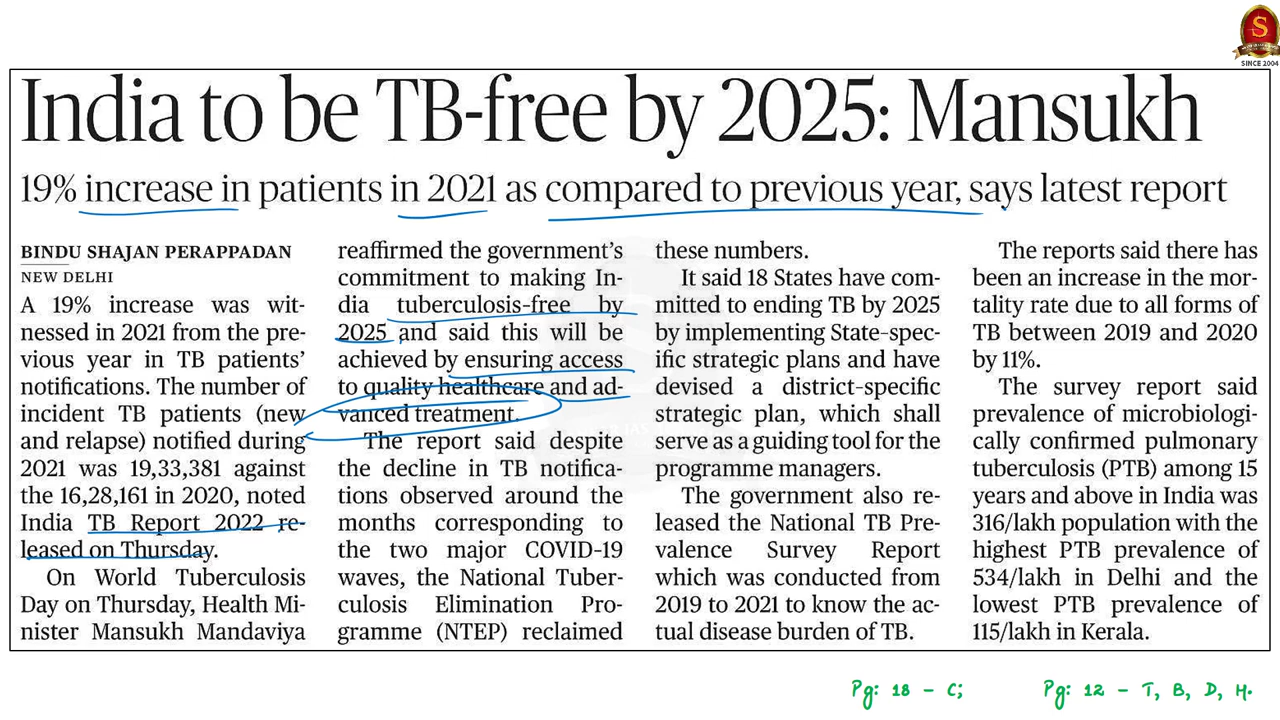 S
SINCE 2004
India to be TB-free by 2025: Mansukh
19% increase in patients in 2021 as compared to previous year, says latest report
BINDU SHAJAN PERAPPADAN
NEW DELHI
A 19% increase was wit-
nessed in 2021 from the pre-
vious year in TB patients’
notifications. The number of
incident TB patients (new
and relapse) notified during
2021 was 19,33,381 against
the 16,28,161 in 2020, noted
India TB Report 2022 re-
leased on Thursday.
On World Tuberculosis
Day on Thursday, Health Mi-
nister Mansukh Mandaviya
reaffirmed the government’s
commitment to making In-
dia tuberculosis-free by
2025 and said this will be
achieved by ensuring access
to quality healthcare and ad-
vanced treatment.
The report said despite
the decline in TB notifica-
tions observed around the
months corresponding to
the two major COVID-19
waves, the National Tuber-
culosis Elimination Pro-
gramme (NTEP) reclaimed
these numbers.
It said 18 States have com-
mitted to ending TB by 2025
by implementing State-spec-
ific strategic plans and have
devised a district-specific
strategic plan, which shall
serve as a guiding tool for the
programme managers.
The government also re-
leased the National TB Pre-
valence Survey Report
which was conducted from
2019 to 2021 to know the ac-
tual disease burden of TB.
The reports said there has
been an increase in the mor-
tality rate due to all forms of
TB between 2019 and 2020
by 11%.
The survey report said
prevalence of microbiologi-
cally confirmed pulmonary
tuberculosis (PTB) among 15
years and above in India was
316/lakh population with the
highest PTB prevalence of
534/lakh in Delhi and the
lowest PTB prevalence of
115/lakh in Kerala.
Pg: 18 - C; Pg: 12 - T, B, D, H.